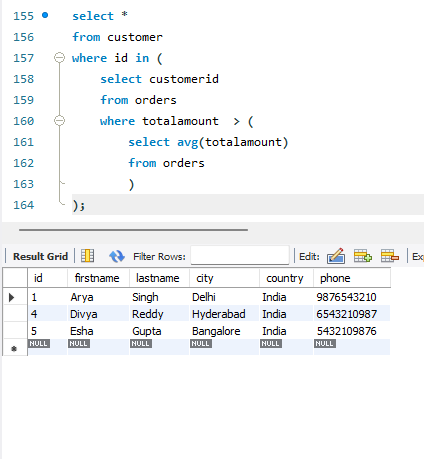 155 select *
156 from customer
157 where id in (
158 select customerid
159 from orders
160 where totalamount  > (
161 select avg(totalamount)
162 from orders
163 )
164 );
Result Grid Filter Rows: Edit:
id firstname lastname city country phone
1 Arya Singh Delhi India 9876543210
4 Divya Reddy Hyderabad India 6543210987
5 Esha Gupta Bangalore India 5432109876
NULL NULL NULL NULL NULL NULL